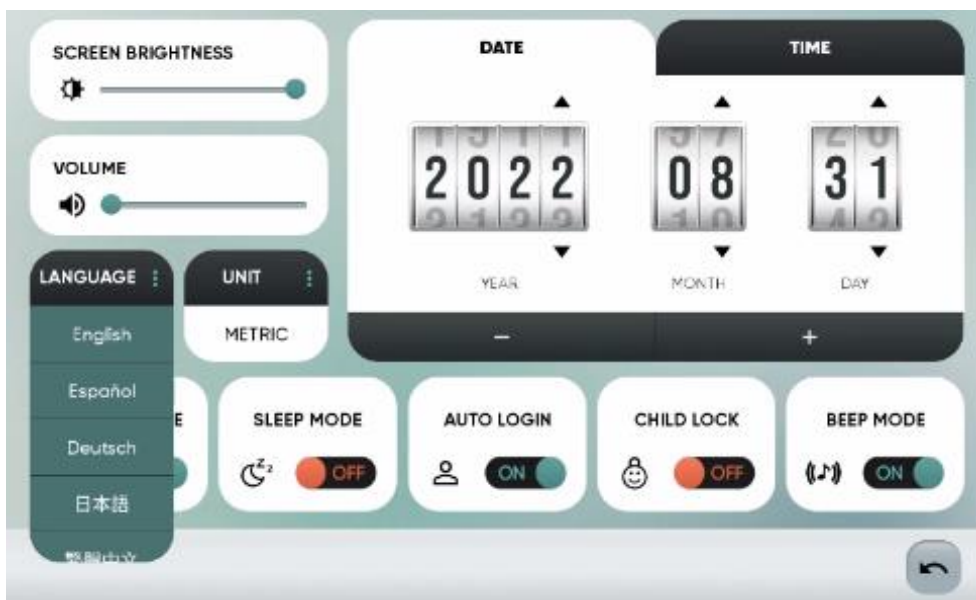 SCREEN BRIGHTNESS
VOLUME
LANGUAGE
English
Español
Deutsch
日本語
UNIT
METRIC
DATE
TIME
2022
08
31
YEAR
MONTH
DAY
−
+
E
SLEEP MODE
OFF
AUTO LOGIN
ON
CHILD LOCK
OFF
BEEP MODE
ON